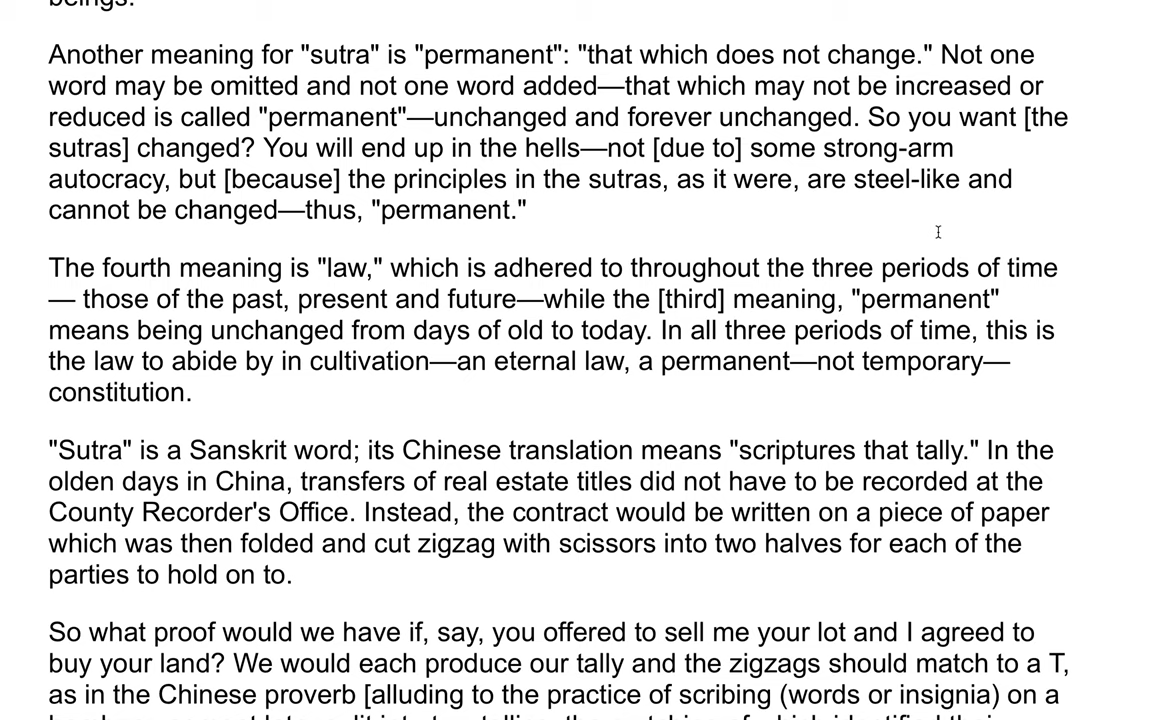 beings.
Another meaning for "sutra" is "permanent": "that which does not change." Not one
word may be omitted and not one word added—that which may not be increased or
reduced is called "permanent"—unchanged and forever unchanged. So you want [the
sutras] changed? You will end up in the hells—not [due to] some strong-arm
autocracy, but [because] the principles in the sutras, as it were, are steel-like and
cannot be changed—thus, "permanent."
The fourth meaning is "law," which is adhered to throughout the three periods of time
— those of the past, present and future—while the [third] meaning, "permanent"
means being unchanged from days of old to today. In all three periods of time, this is
the law to abide by in cultivation—an eternal law, a permanent—not temporary—
constitution.
"Sutra" is a Sanskrit word; its Chinese translation means "scriptures that tally." In the
olden days in China, transfers of real estate titles did not have to be recorded at the
County Recorder's Office. Instead, the contract would be written on a piece of paper
which was then folded and cut zigzag with scissors into two halves for each of the
parties to hold on to.
So what proof would we have if, say, you offered to sell me your lot and I agreed to
buy your land? We would each produce our tally and the zigzags should match to a T,
as in the Chinese proverb [alluding to the practice of scribing (words or insignia) on a